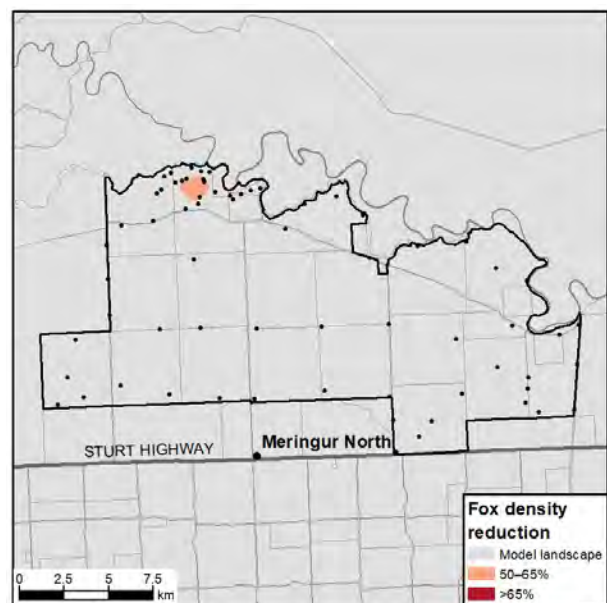 Meringur North
STURT HIGHWAY
Fox density
reduction
Model landscape
50–65%
>65%
0 2.5 5 7.5
km